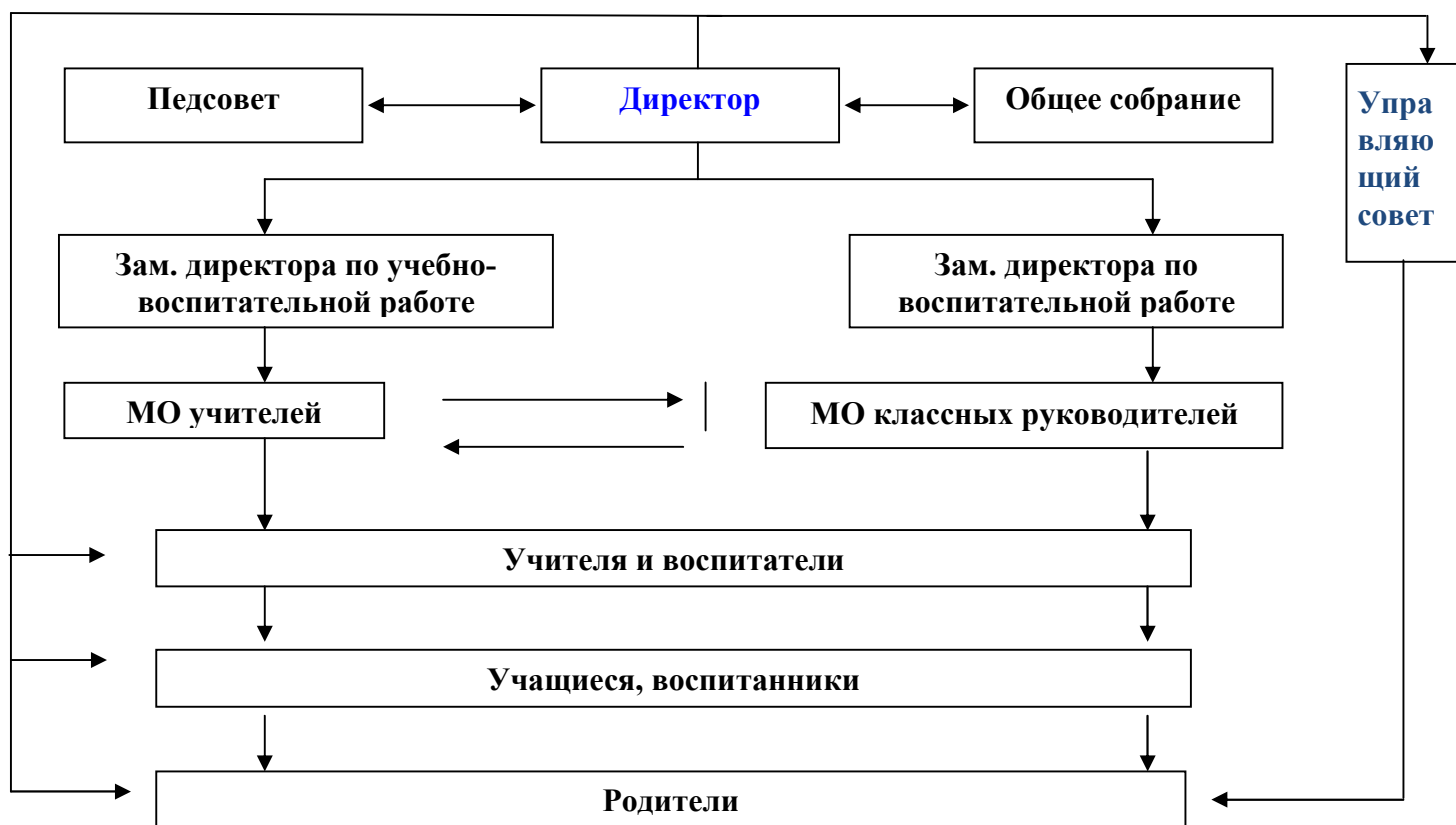 Педсовет
Директор
Общее собрание
Упра
вляю
щий
совет
Зам. директора по учебно-
воспитательной работе
Зам. директора по
воспитательной работе
МО учителей
МО классных руководителей
Учителя и воспитатели
Учащиеся, воспитанники
Родители